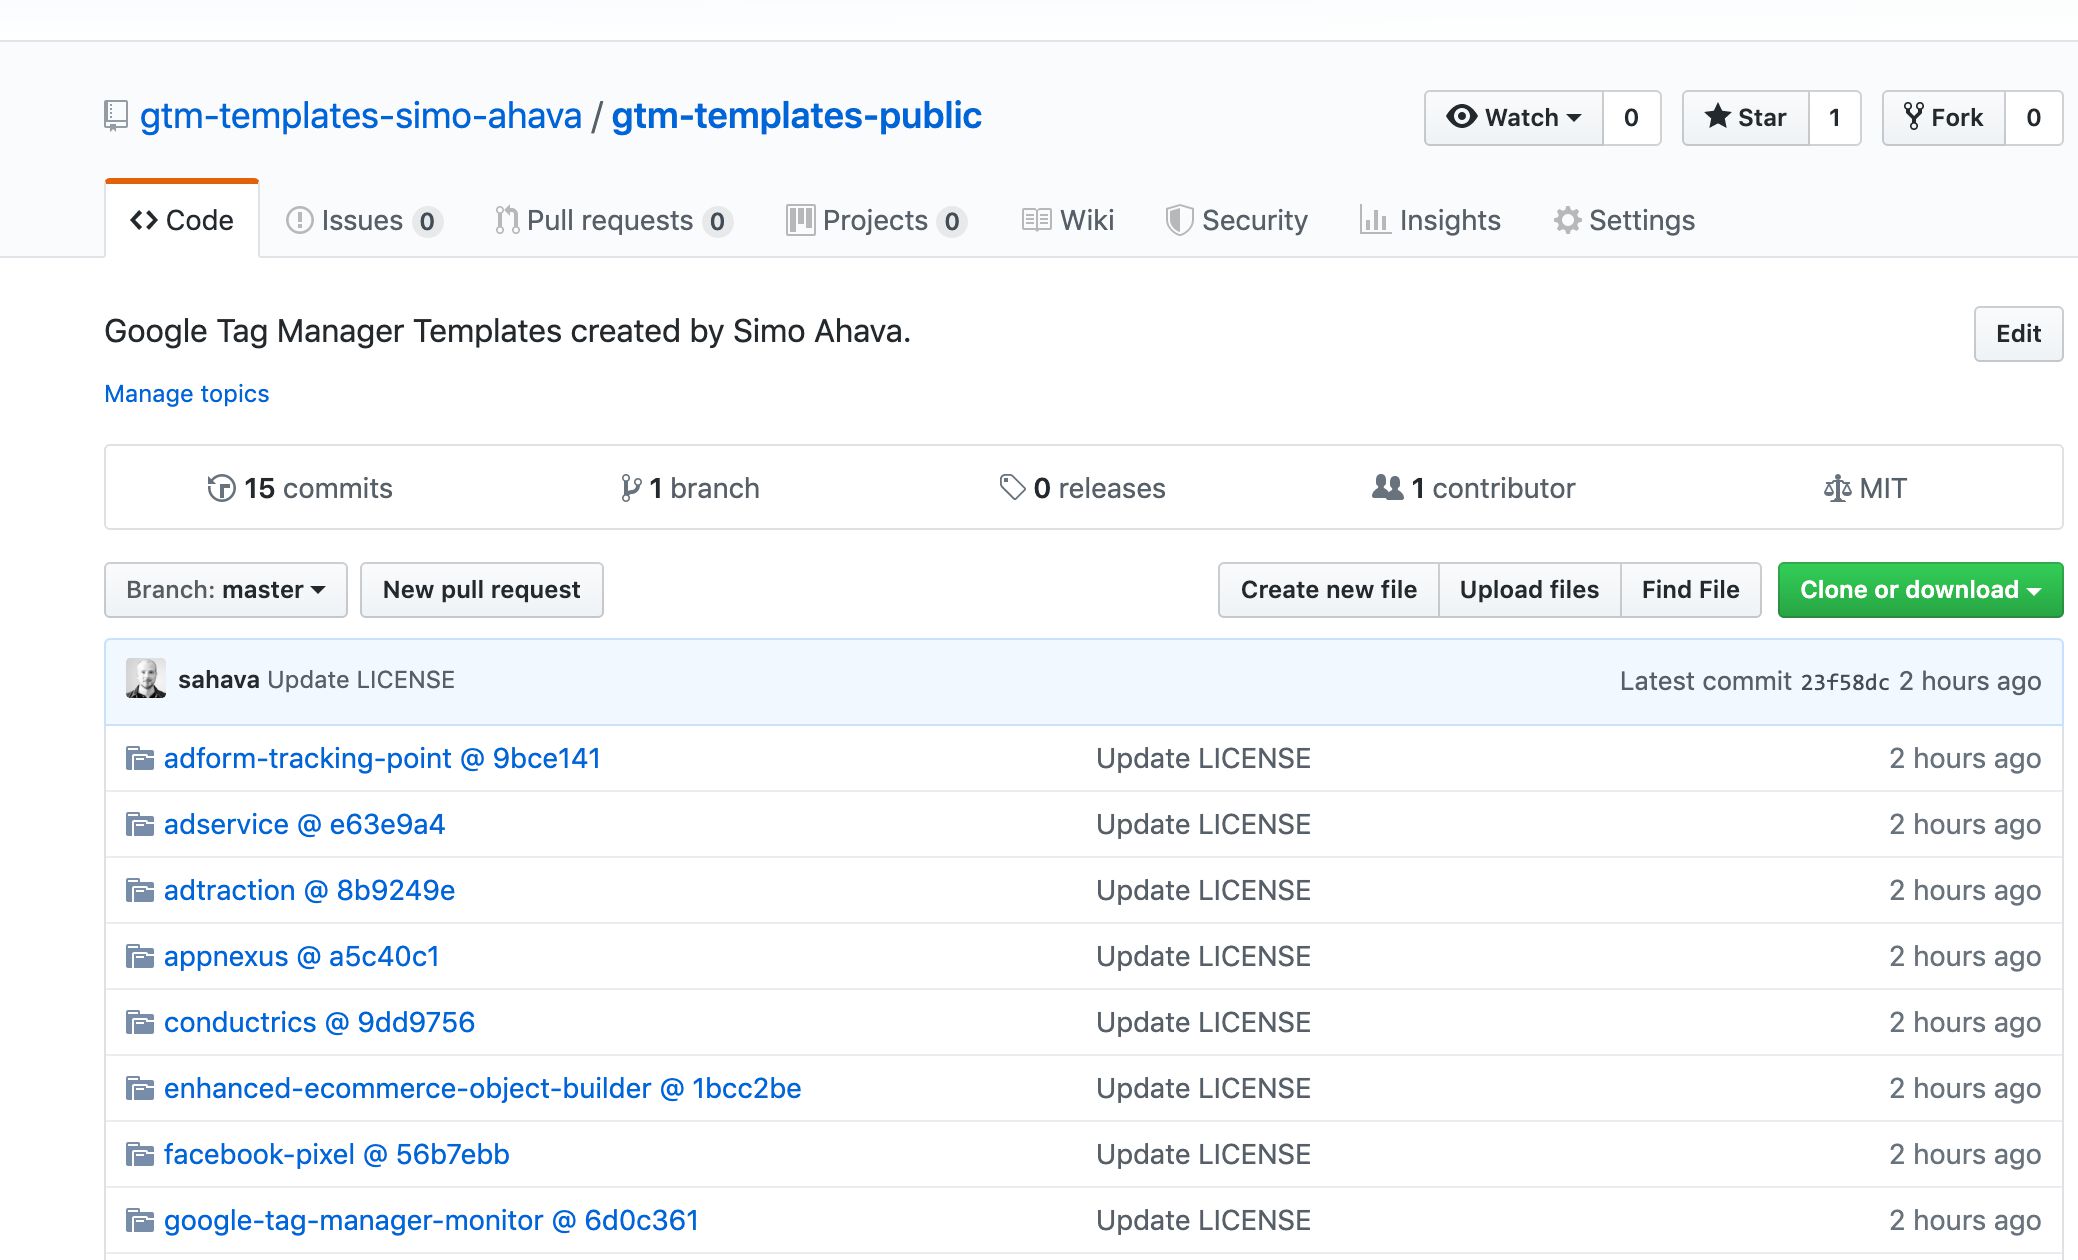 gtm-templates-simo-ahava / gtm-templates-public
Watch 0 Star 1 Fork 0
Code Issues 0 Pull requests 0 Projects 0 Wiki Security Insights Settings
Google Tag Manager Templates created by Simo Ahava.
Edit
Manage topics
15 commits 1 branch 0 releases 1 contributor MIT
Branch: master New pull request Create new file Upload files Find File Clone or download
sahava Update LICENSE Latest commit 23f58dc 2 hours ago
adform-tracking-point @ 9bce141 Update LICENSE 2 hours ago
adservice @ e63e9a4 Update LICENSE 2 hours ago
adtraction @ 8b9249e Update LICENSE 2 hours ago
appnexus @ a5c40c1 Update LICENSE 2 hours ago
conductrics @ 9dd9756 Update LICENSE 2 hours ago
enhanced-ecommerce-object-builder @ 1bcc2be Update LICENSE 2 hours ago
facebook-pixel @ 56b7ebb Update LICENSE 2 hours ago
google-tag-manager-monitor @ 6d0c361 Update LICENSE 2 hours ago